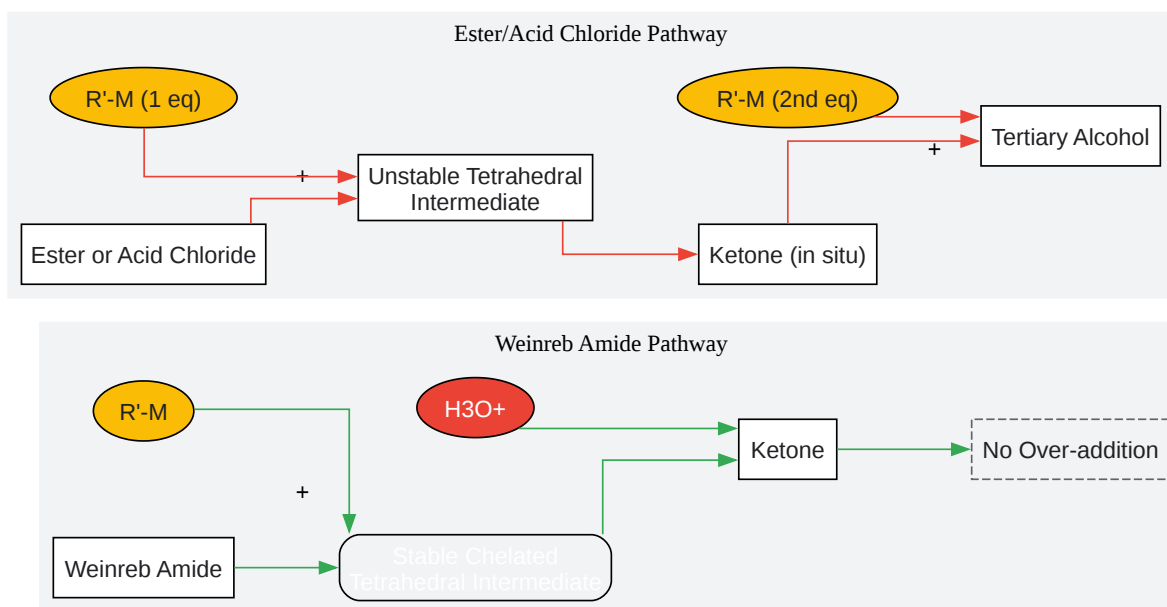 Ester/Acid Chloride Pathway
R'-M (1 eq)
R'-M (2nd eq)
Tertiary Alcohol
+
+
Unstable Tetrahedral
Intermediate
Ester or Acid Chloride
Ketone (in situ)
Weinreb Amide Pathway
R'-M
H3O+
Ketone
No Over-addition
+
Weinreb Amide
Stable Chelated
Tetrahedral Intermediate